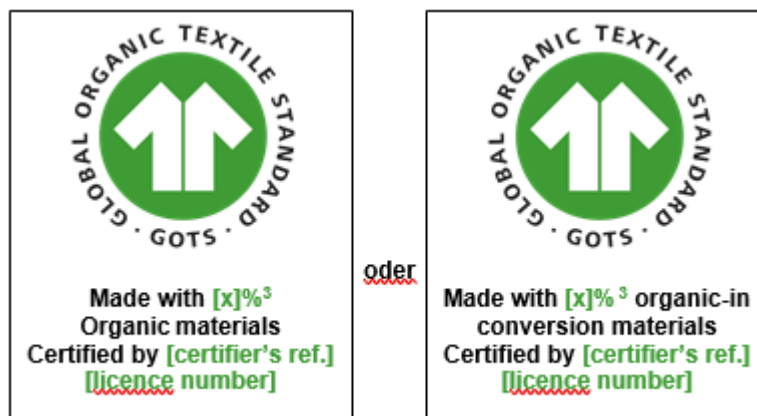 GLOBAL ORGANIC TEXTILE STANDARD · GOTS ·
Made with [x]%³
Organic materials
Certified by [certifier's ref.]
[licence number]
oder
GLOBAL ORGANIC TEXTILE STANDARD · GOTS ·
Made with [x]% ³ organic-in
conversion materials
Certified by [certifier's ref.]
[licence number]